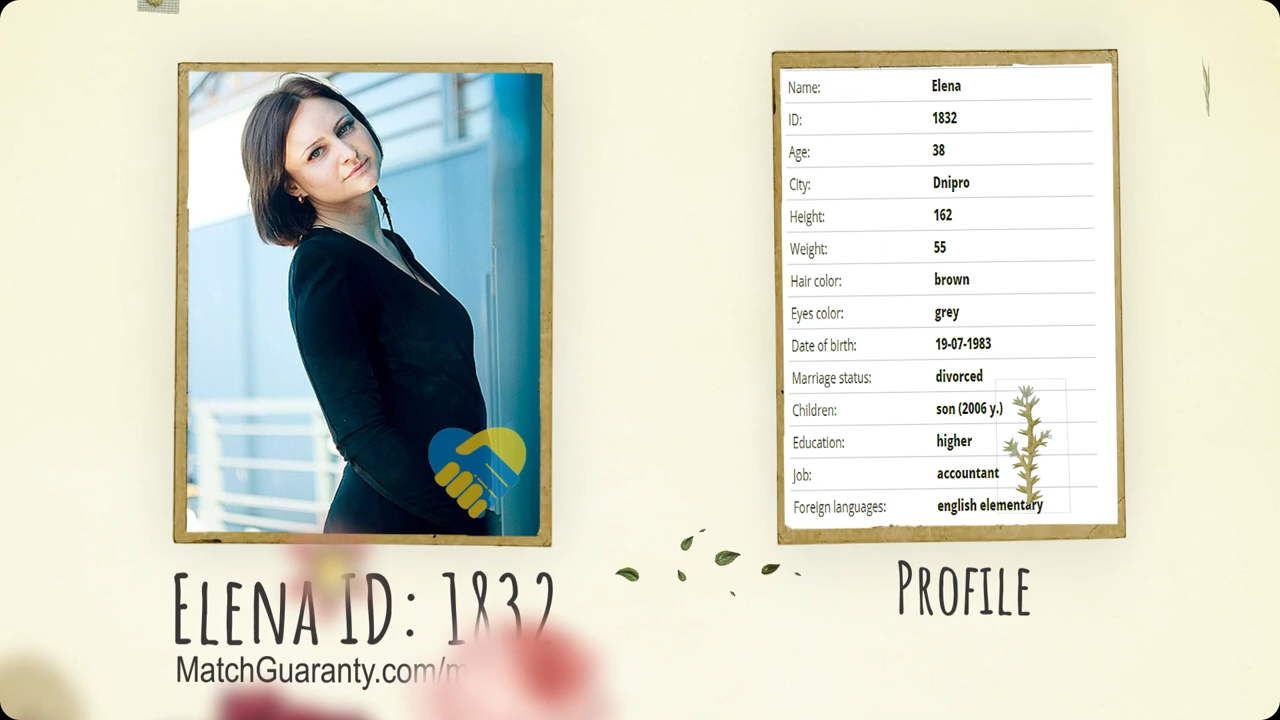 Name: Elena
ID: 1832
Age: 38
City: Dnipro
Height: 162
Weight: 55
Hair color: brown
Eyes color: grey
Date of birth: 19-07-1983
Marriage status: divorced
Children: son (2006 y.)
Education: higher
Job: accountant
Foreign languages: english elementary
Elena ID: 1832
Profile
MatchGuaranty.com/m